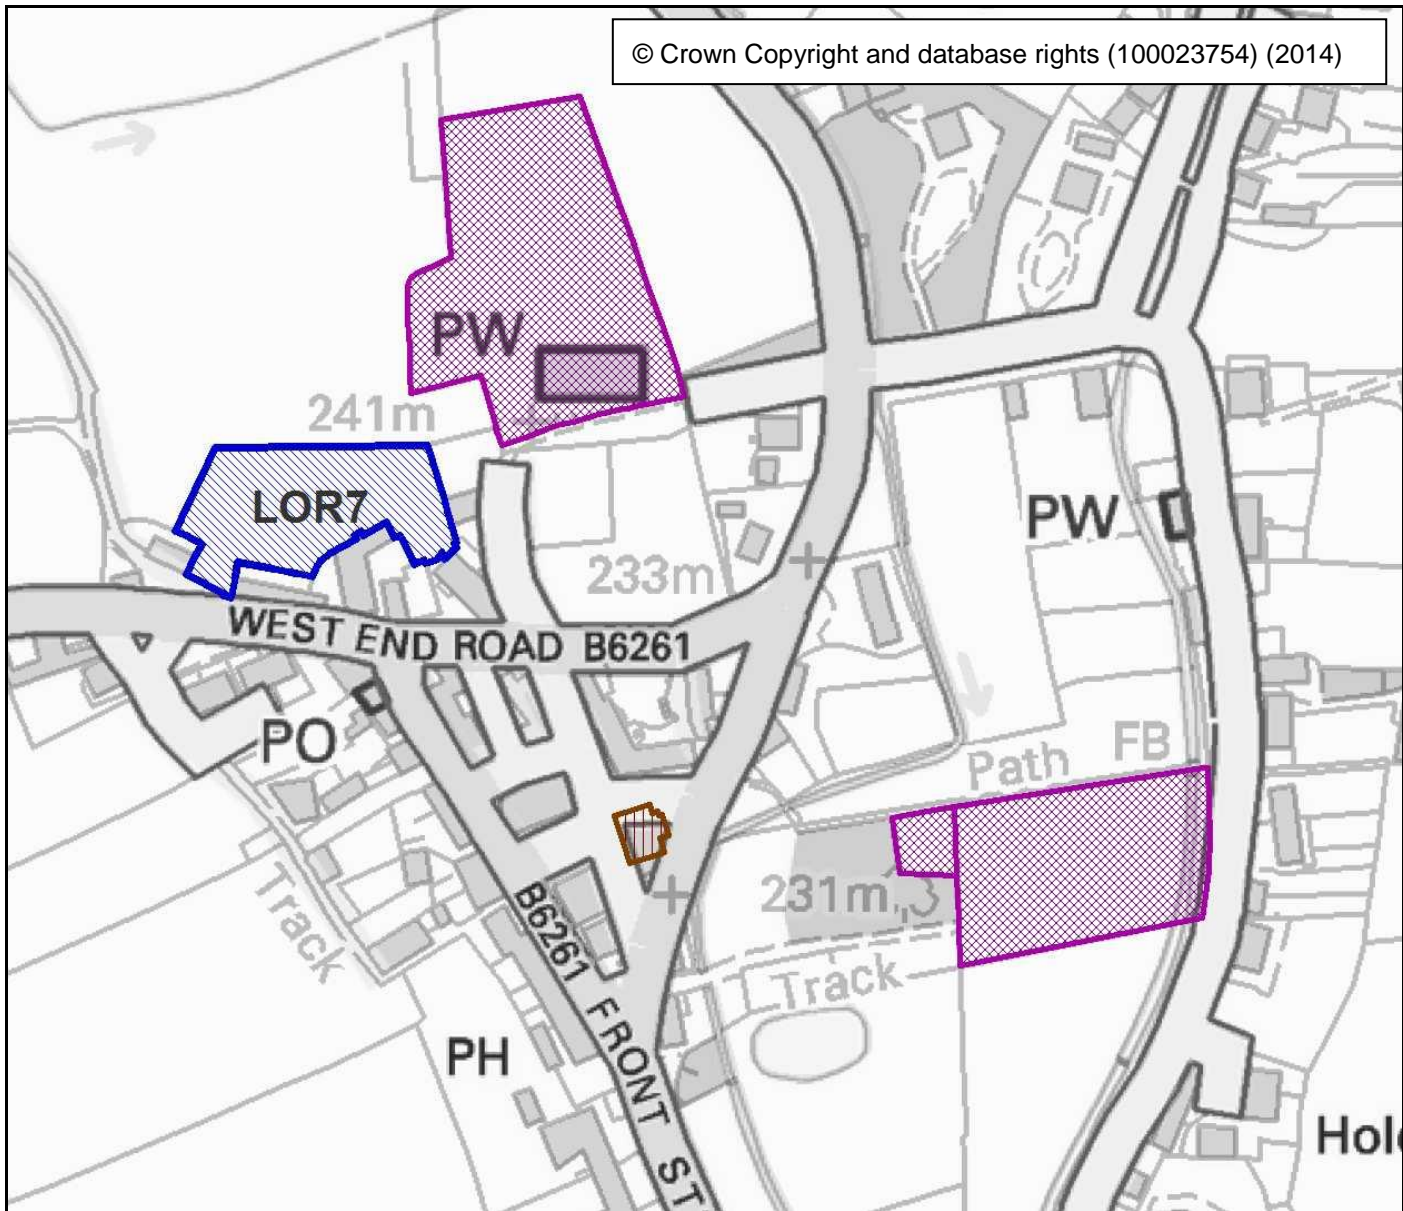 © Crown Copyright and database rights (100023754) (2014)
PW
241m
LOR7
PW
233m
WEST END ROAD B6261
PO
Path FB
Track
231m
B6261 FRONT ST
Track
PH